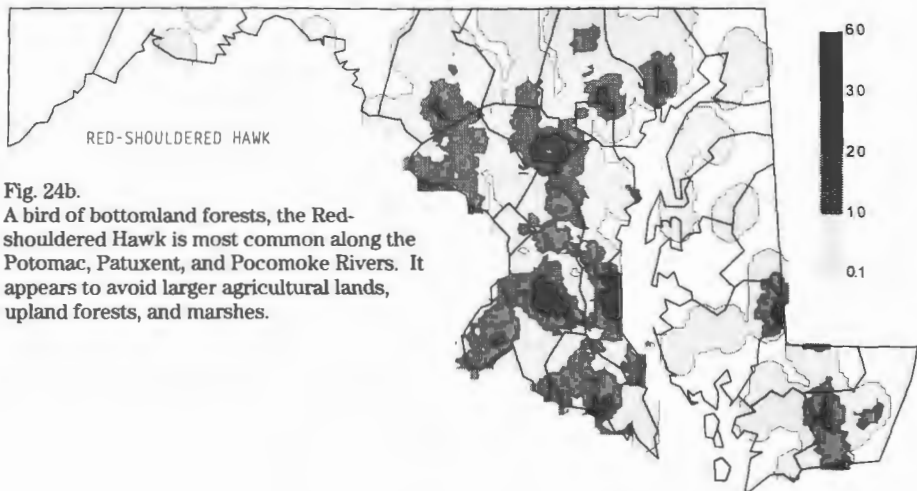 60
30
20
10
0.1
RED-SHOULDERED HAWK
Fig. 24b.
A bird of bottomland forests, the Red-
shouldered Hawk is most common along the
Potomac, Patuxent, and Pocomoke Rivers. It
appears to avoid larger agricultural lands,
upland forests, and marshes.